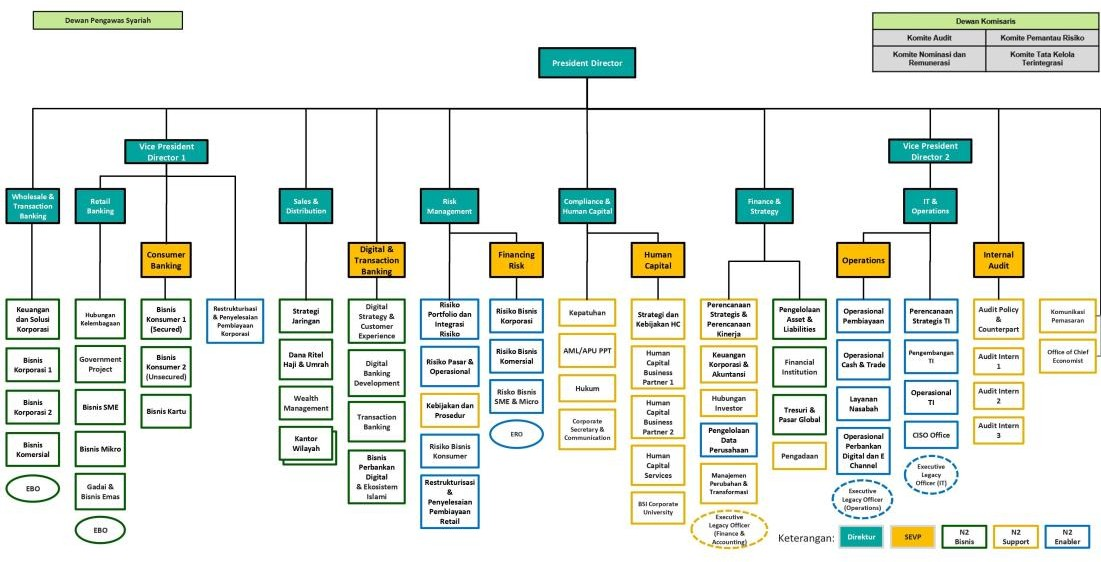 Dewan Pengawas Syariah
Dewan Komisaris
Komite Audit
Komite Pemantau Risiko
Komite Nominasi dan
Remunerasi
Komite Tata Kelola
Terintegrasi
President Director
Vice President
Director 1
Vice President
Director 2
Wholesale &
Transaction
Banking
Retail
Banking
Sales &
Distribution
Risk
Management
Compliance &
Human Capital
Finance &
Strategy
IT &
Operations
Consumer
Banking
Digital &
Transaction
Banking
Financing
Risk
Human
Capital
Operations
Internal
Audit
Keuangan
dan Solusi
Korporasi
Bisnis
Korporasi 1
Bisnis
Korporasi 2
Bisnis
Komersial
EBO
Hubungan
Kelembagaan
Government
Project
Bisnis SME
Bisnis Mikro
Gadai &
Bisnis Emas
EBO
Bisnis
Konsumer 1
(Secured)
Bisnis
Konsumer 2
(Unsecured)
Bisnis Kartu
Restrukturisasi
& Penyelesaian
Pembiayaan
Korporasi
Strategi
Jaringan
Dana Ritel
Haji & Umrah
Wealth
Management
Kantor
Wilayah
Digital
Strategy &
Customer
Experience
Digital
Banking
Development
Transaction
Banking
Bisnis
Perbankan
Digital
& Ekosistem
Islami
Risiko
Portfolio dan
Integrasi
Risiko
Risiko Pasar &
Operasional
Kebijakan dan
Prosedur
Risiko Bisnis
Konsumer
Restrukturisasi
&
Penyelesaian
Pembiayaan
Retail
Risiko Bisnis
Korporasi
Risiko Bisnis
Komersial
Risko Bisnis
SME & Micro
ERO
Kepatuhan
AML/APU PPT
Hukum
Corporate
Secretary &
Communication
Strategi dan
Kebijakan HC
Human
Capital
Business
Partner 1
Human
Capital
Business
Partner 2
Human
Capital
Services
BSI Corporate
University
Perencanaan
Strategis &
Perencanaan
Kinerja
Keuangan
Korporasi &
Akuntansi
Hubungan
Investor
Pengelolaan
Data
Perusahaan
Manajemen
Perubahan &
Transformasi
Executive
Legacy Officer
(Finance &
Accounting)
Pengelolaan
Asset &
Liabilities
Financial
Institution
Tresuri &
Pasar Global
Pengadaan
Operasional
Pembiayaan
Operasional
Cash & Trade
Layanan
Nasabah
Operasional
Perbankan
Digital dan E
Channel
Executive
Legacy Officer
(Operations)
Perencanaan
Strategis TI
Pengembangan
TI
Operasional
TI
CISO Office
Executive
Legacy
Officer (IT)
Audit Policy
&
Counterpart
Audit Intern
1
Audit Intern
2
Audit Intern
3
Komunikasi
Pemasaran
Office of Chief
Economist
Keterangan:
Direktur
SEVP
N2
Bisnis
N2
Support
N2
Enabler